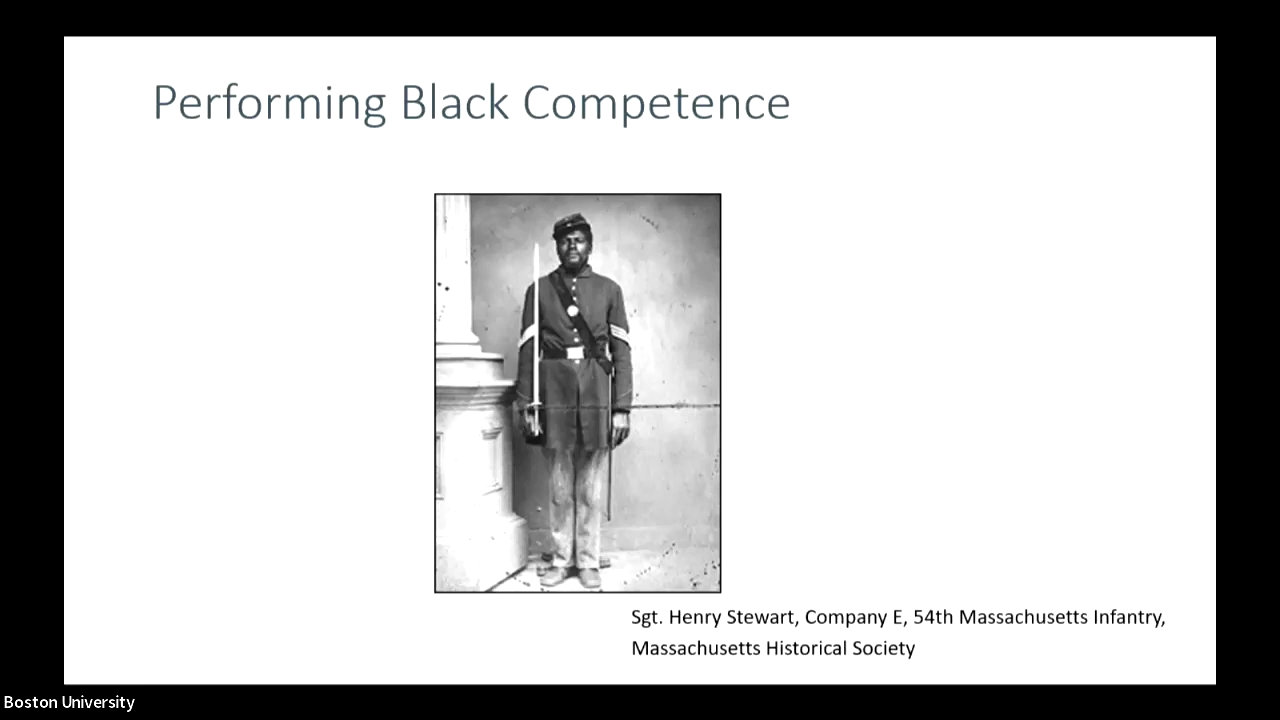 Performing Black Competence
Sgt. Henry Stewart, Company E, 54th Massachusetts Infantry,
Massachusetts Historical Society
Boston University